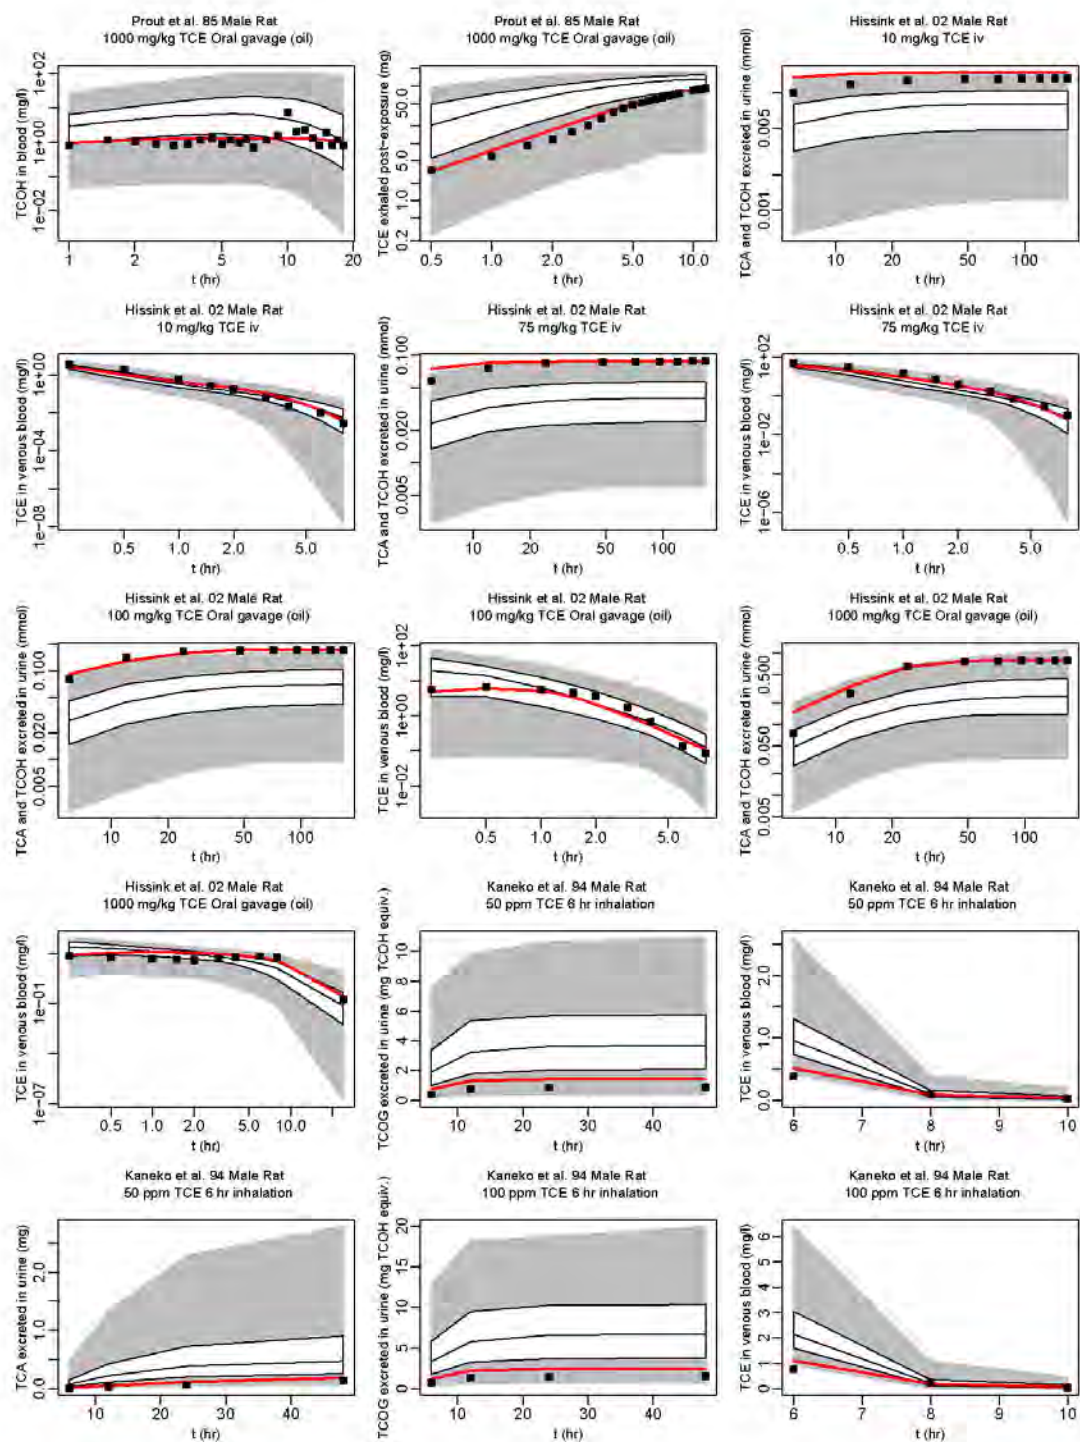 Prout et al. 85 Male Rat
1000 mg/kg TCE Oral gavage (oil)
TCOH in blood (mg/l)
1e+02
1e+00
1e-02
1 2 5 10 20
t (hr)
Prout et al. 85 Male Rat
1000 mg/kg TCE Oral gavage (oil)
TCE exhaled post-exposure (mg)
50.0
5.0
1.0
0.2
0.5 1.0 2.0 5.0 10.0
t (hr)
Hissink et al. 02 Male Rat
10 mg/kg TCE iv
TCA and TCOH excreted in urine (mmol)
0.005
0.001
10 20 50 100
t (hr)
Hissink et al. 02 Male Rat
10 mg/kg TCE iv
TCE in venous blood (mg/l)
1e+00
1e-04
1e-08
0.5 1.0 2.0 5.0
t (hr)
Hissink et al. 02 Male Rat
75 mg/kg TCE iv
TCA and TCOH excreted in urine (mmol)
0.100
0.020
0.005
10 20 50 100
t (hr)
Hissink et al. 02 Male Rat
75 mg/kg TCE iv
TCE in venous blood (mg/l)
1e+02
1e-02
1e-06
0.5 1.0 2.0 5.0
t (hr)
Hissink et al. 02 Male Rat
100 mg/kg TCE Oral gavage (oil)
TCA and TCOH excreted in urine (mmol)
0.100
0.020
0.005
10 20 50 100
t (hr)
Hissink et al. 02 Male Rat
100 mg/kg TCE Oral gavage (oil)
TCE in venous blood (mg/l)
1e+02
1e+00
1e-02
0.5 1.0 2.0 5.0
t (hr)
Hissink et al. 02 Male Rat
1000 mg/kg TCE Oral gavage (oil)
TCA and TCOH excreted in urine (mmol)
0.500
0.050
0.005
10 20 50 100
t (hr)
Hissink et al. 02 Male Rat
1000 mg/kg TCE Oral gavage (oil)
TCE in venous blood (mg/l)
1e-01
1e-07
0.5 1.0 2.0 5.0 10.0
t (hr)
Kaneko et al. 94 Male Rat
50 ppm TCE 6 hr inhalation
TCOG excreted in urine (mg TCOH equiv.)
10
8
6
4
2
0
10 20 30 40
t (hr)
Kaneko et al. 94 Male Rat
50 ppm TCE 6 hr inhalation
TCE in venous blood (mg/l)
2.0
1.0
0.0
6 7 8 9 10
t (hr)
Kaneko et al. 94 Male Rat
50 ppm TCE 6 hr inhalation
TCA excreted in urine (mg)
2.0
1.0
0.0
10 20 30 40
t (hr)
Kaneko et al. 94 Male Rat
100 ppm TCE 6 hr inhalation
TCOG excreted in urine (mg TCOH equiv.)
20
15
10
5
0
10 20 30 40
t (hr)
Kaneko et al. 94 Male Rat
100 ppm TCE 6 hr inhalation
TCE in venous blood (mg/l)
6
5
4
3
2
1
0
6 7 8 9 10
t (hr)